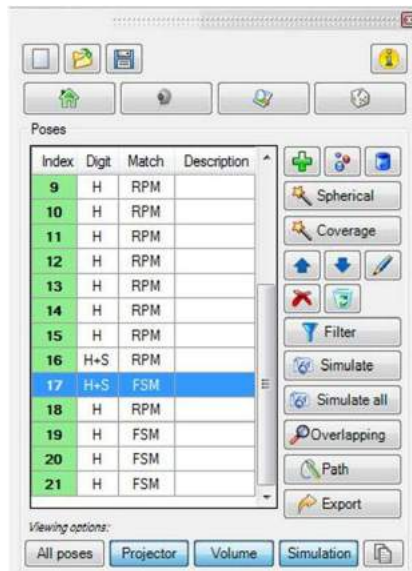 Poses
Index Digit Match Description
9 H RPM
10 H RPM
11 H RPM
12 H RPM
13 H RPM
14 H RPM
15 H RPM
16 H+S RPM
17 H+S FSM
18 H RPM
19 H FSM
20 H FSM
21 H FSM
Spherical
Coverage
Filter
Simulate
Simulate all
Overlapping
Path
Export
Viewing options:
All poses Projector Volume Simulation